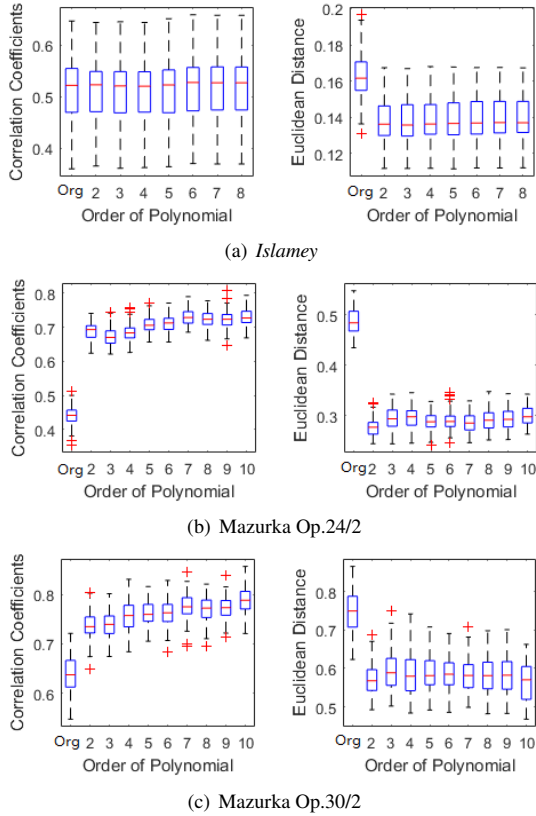 Correlation Coefficients
0.6
0.5
0.4
Org 2 3 4 5 6 7 8
Order of Polynomial
Euclidean Distance
0.2
0.18
0.16
0.14
0.12
Org 2 3 4 5 6 7 8
Order of Polynomial
(a) Islamey
Correlation Coefficients
0.8
0.7
0.6
0.5
0.4
Org 2 3 4 5 6 7 8 9 10
Order of Polynomial
Euclidean Distance
0.5
0.4
0.3
Org 2 3 4 5 6 7 8 9 10
Order of Polynomial
(b) Mazurka Op.24/2
Correlation Coefficients
0.8
0.7
0.6
Org 2 3 4 5 6 7 8 9 10
Order of Polynomial
Euclidean Distance
0.8
0.7
0.6
0.5
Org 2 3 4 5 6 7 8 9 10
Order of Polynomial
(c) Mazurka Op.30/2